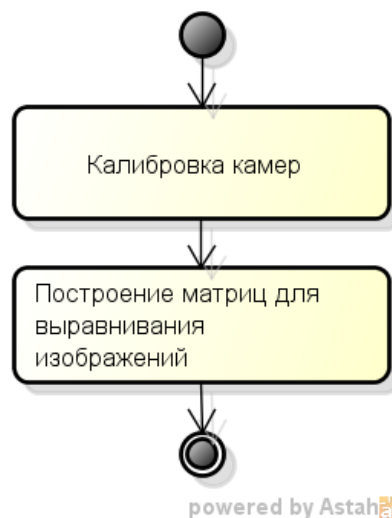 Калибровка камер
Построение матриц для
выравнивания
изображений
powered by Astah